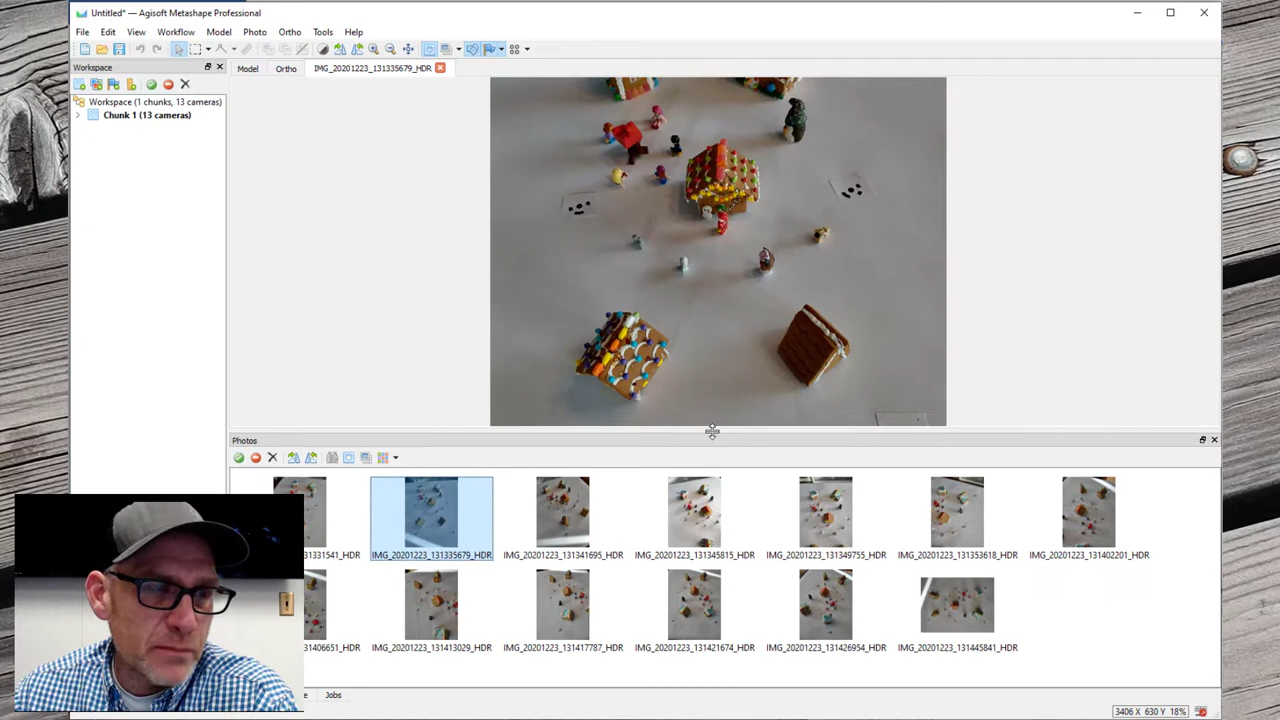 Untitled* — Agisoft Metashape Professional
File Edit View Workflow Model Photo Ortho Tools Help
Workspace
Model Ortho IMG_20201223_131335679_HDR
Workspace (1 chunks, 13 cameras)
Chunk 1 (13 cameras)
Photos
31331541_HDR IMG_20201223_131335679_HDR IMG_20201223_131341695_HDR IMG_20201223_131345815_HDR IMG_20201223_131349755_HDR IMG_20201223_131353618_HDR IMG_20201223_131402201_HDR
31406651_HDR IMG_20201223_131413029_HDR IMG_20201223_131417787_HDR IMG_20201223_131421674_HDR IMG_20201223_131426954_HDR IMG_20201223_131445841_HDR
Jobs
3406 X 630 Y 18%